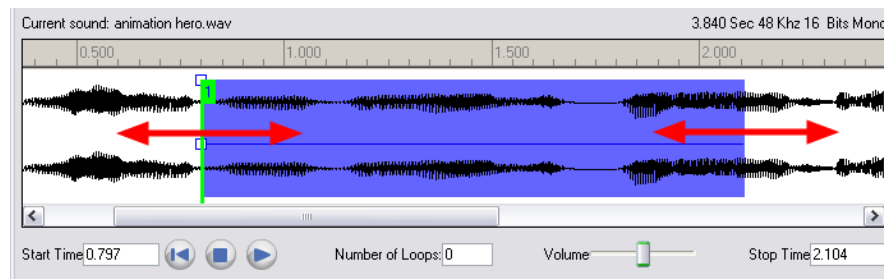 Current sound: animation hero.wav 3.840 Sec 48 Khz 16 Bits Mono
0.500 1.000 1.500 2.000
1
Start Time 0.797 Number of Loops: 0 Volume Stop Time 2.104